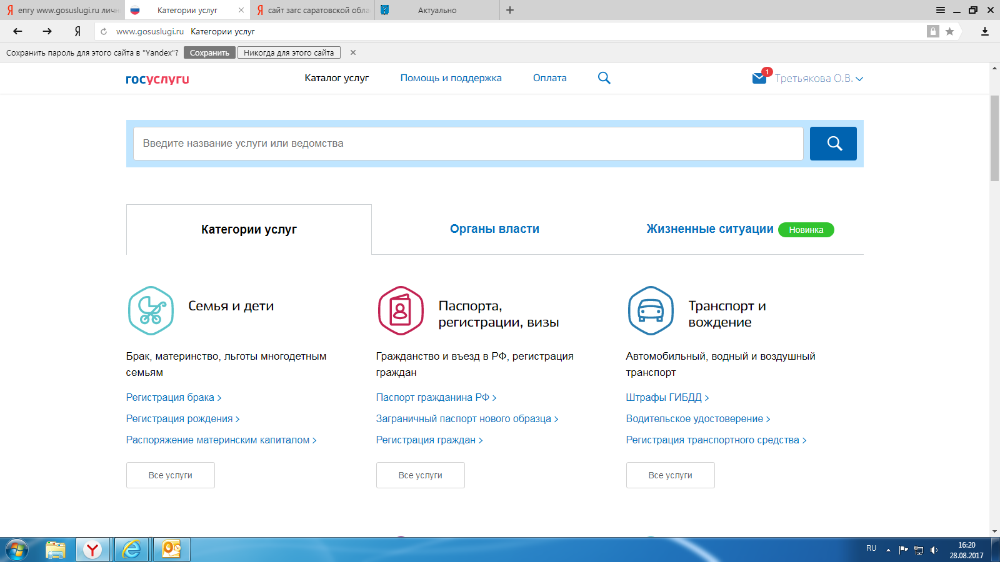 епгу www.gosuslugi.ru личн
Категории услуг
сайт загс саратовской обла
Актуально
www.gosuslugi.ru Категории услуг
Сохранить пароль для этого сайта в "Yandex"? Сохранить Никогда для этого сайта
госуслуги
Каталог услуг
Помощь и поддержка
Оплата
1
Третьякова О.В.
Введите название услуги или ведомства
Категории услуг
Органы власти
Жизненные ситуации Новинка
Семья и дети
Брак, материнство, льготы многодетным
семьям
Регистрация брака >
Регистрация рождения >
Распоряжение материнским капиталом >
Все услуги
Паспорта,
регистрации, визы
Гражданство и въезд в РФ, регистрация
граждан
Паспорт гражданина РФ >
Заграничный паспорт нового образца >
Регистрация граждан >
Все услуги
Транспорт и
вождение
Автомобильный, водный и воздушный
транспорт
Штрафы ГИБДД >
Водительское удостоверение >
Регистрация транспортного средства >
Все услуги
RU
16:20
28.08.2017